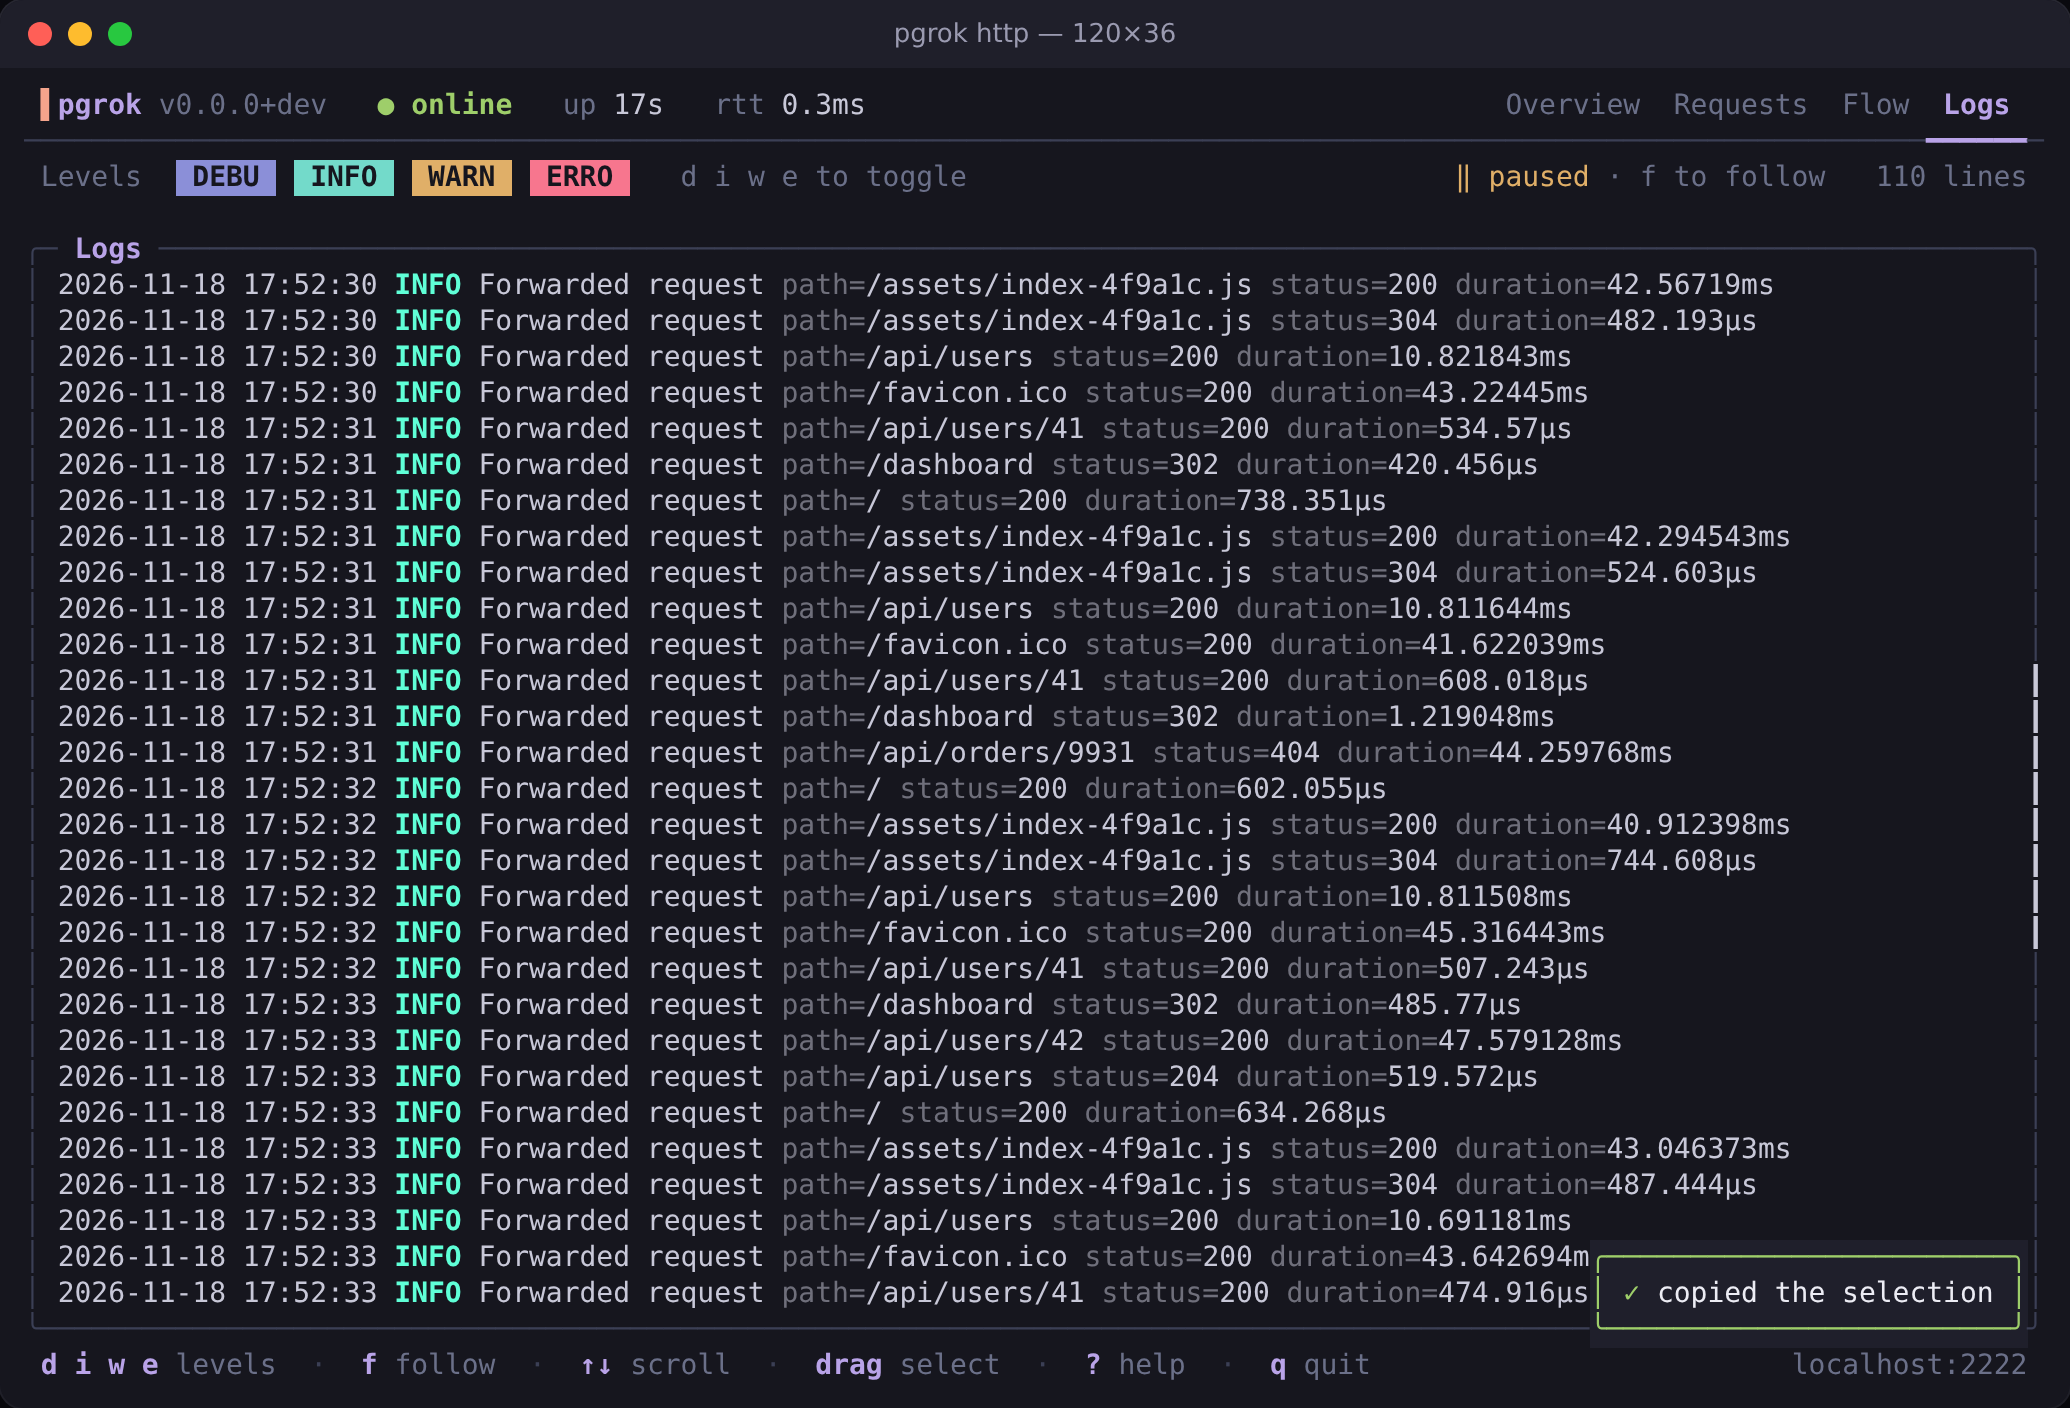 pgrok http — 120×36
pgrok v0.0.0+dev ● online up 17s rtt 0.3ms Overview Requests Flow Logs
Levels DEBU INFO WARN ERRO d i w e to toggle ‖ paused · f to follow 110 lines
Logs
2026-11-18 17:52:30 INFO Forwarded request path=/assets/index-4f9a1c.js status=200 duration=42.56719ms
2026-11-18 17:52:30 INFO Forwarded request path=/assets/index-4f9a1c.js status=304 duration=482.193µs
2026-11-18 17:52:30 INFO Forwarded request path=/api/users status=200 duration=10.821843ms
2026-11-18 17:52:30 INFO Forwarded request path=/favicon.ico status=200 duration=43.22445ms
2026-11-18 17:52:31 INFO Forwarded request path=/api/users/41 status=200 duration=534.57µs
2026-11-18 17:52:31 INFO Forwarded request path=/dashboard status=302 duration=420.456µs
2026-11-18 17:52:31 INFO Forwarded request path=/ status=200 duration=738.351µs
2026-11-18 17:52:31 INFO Forwarded request path=/assets/index-4f9a1c.js status=200 duration=42.294543ms
2026-11-18 17:52:31 INFO Forwarded request path=/assets/index-4f9a1c.js status=304 duration=524.603µs
2026-11-18 17:52:31 INFO Forwarded request path=/api/users status=200 duration=10.811644ms
2026-11-18 17:52:31 INFO Forwarded request path=/favicon.ico status=200 duration=41.622039ms
2026-11-18 17:52:31 INFO Forwarded request path=/api/users/41 status=200 duration=608.018µs
2026-11-18 17:52:31 INFO Forwarded request path=/dashboard status=302 duration=1.219048ms
2026-11-18 17:52:31 INFO Forwarded request path=/api/orders/9931 status=404 duration=44.259768ms
2026-11-18 17:52:32 INFO Forwarded request path=/ status=200 duration=602.055µs
2026-11-18 17:52:32 INFO Forwarded request path=/assets/index-4f9a1c.js status=200 duration=40.912398ms
2026-11-18 17:52:32 INFO Forwarded request path=/assets/index-4f9a1c.js status=304 duration=744.608µs
2026-11-18 17:52:32 INFO Forwarded request path=/api/users status=200 duration=10.811508ms
2026-11-18 17:52:32 INFO Forwarded request path=/favicon.ico status=200 duration=45.316443ms
2026-11-18 17:52:32 INFO Forwarded request path=/api/users/41 status=200 duration=507.243µs
2026-11-18 17:52:33 INFO Forwarded request path=/dashboard status=302 duration=485.77µs
2026-11-18 17:52:33 INFO Forwarded request path=/api/users/42 status=200 duration=47.579128ms
2026-11-18 17:52:33 INFO Forwarded request path=/api/users status=204 duration=519.572µs
2026-11-18 17:52:33 INFO Forwarded request path=/ status=200 duration=634.268µs
2026-11-18 17:52:33 INFO Forwarded request path=/assets/index-4f9a1c.js status=200 duration=43.046373ms
2026-11-18 17:52:33 INFO Forwarded request path=/assets/index-4f9a1c.js status=304 duration=487.444µs
2026-11-18 17:52:33 INFO Forwarded request path=/api/users status=200 duration=10.691181ms
2026-11-18 17:52:33 INFO Forwarded request path=/favicon.ico status=200 duration=43.642694m
2026-11-18 17:52:33 INFO Forwarded request path=/api/users/41 status=200 duration=474.916µs
✓ copied the selection
d i w e levels · f follow · ↑↓ scroll · drag select · ? help · q quit localhost:2222